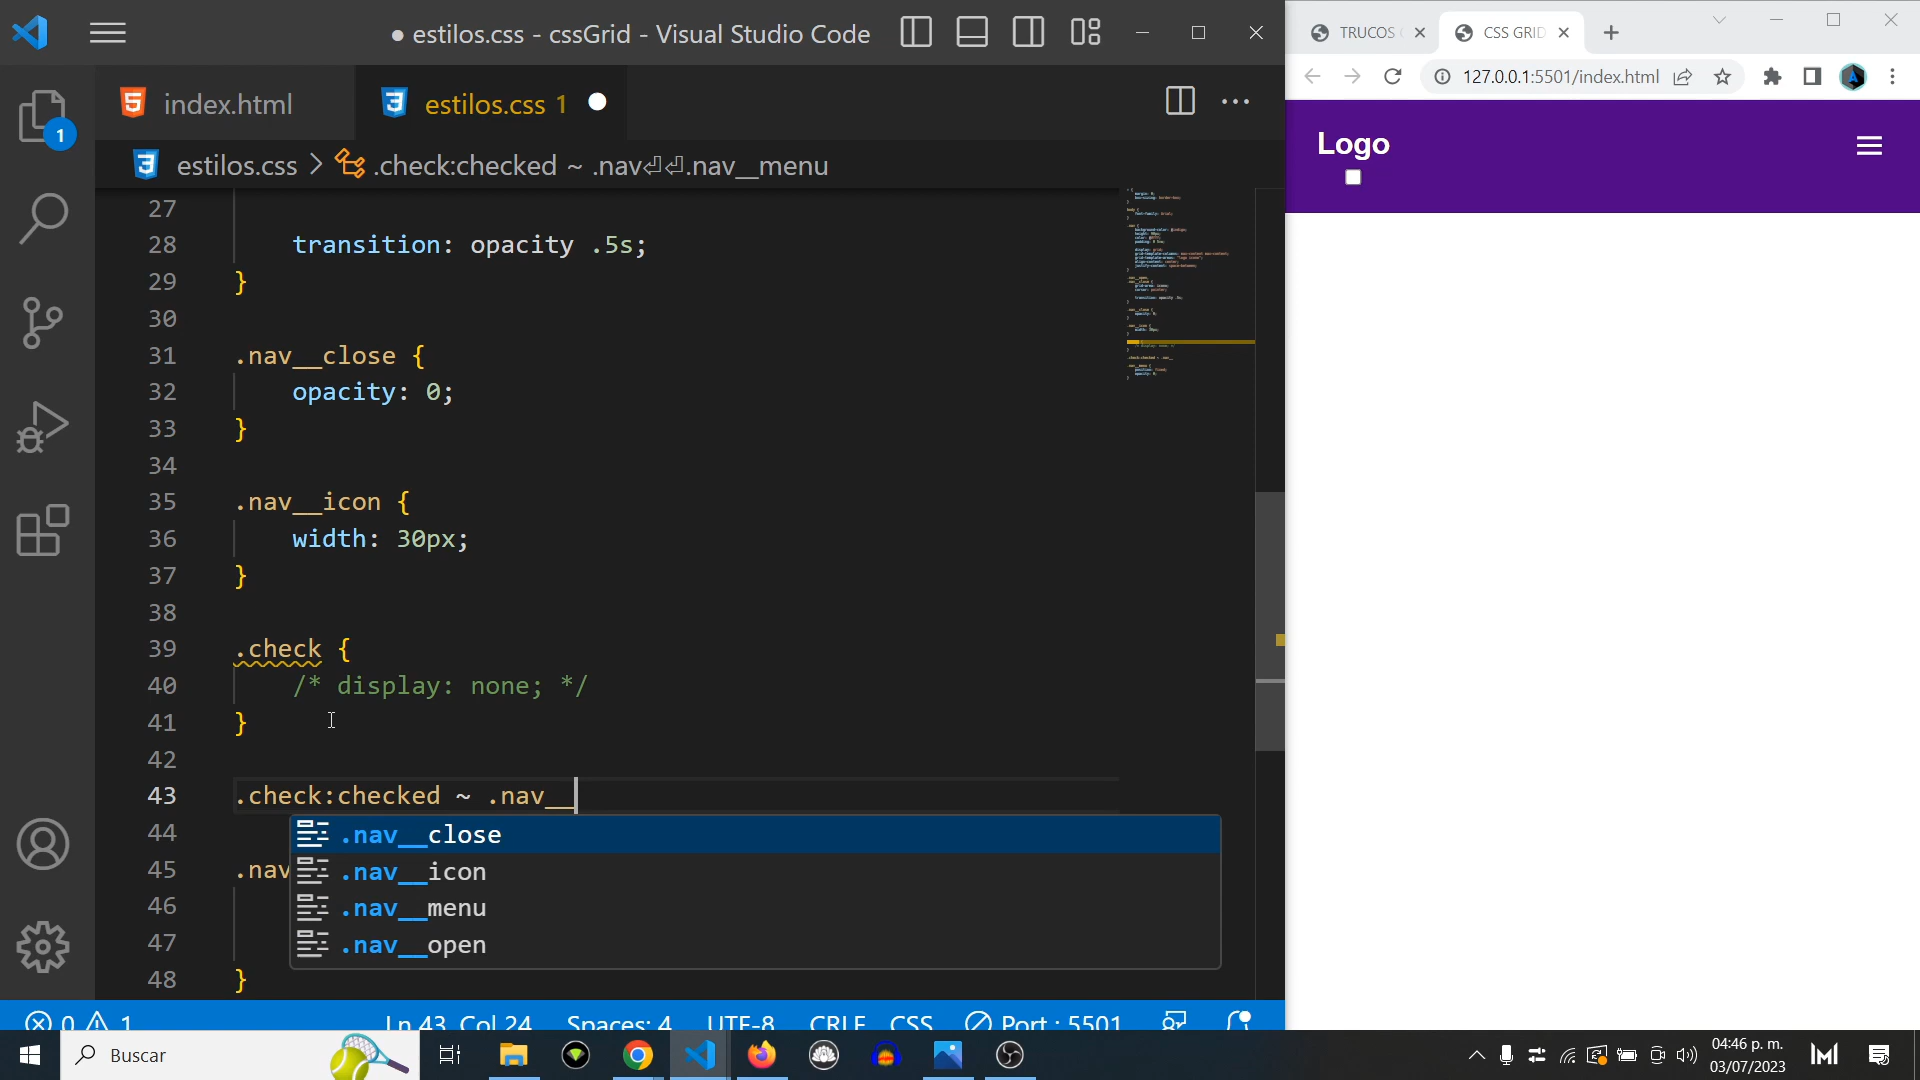 estilos.css - cssGrid - Visual Studio Code
index.html
estilos.css 1
estilos.css > .check:checked ~ .nav⏎⏎.nav__menu
1
27
28 transition: opacity .5s;
29 }
30
31 .nav__close {
32 opacity: 0;
33 }
34
35 .nav__icon {
36 width: 30px;
37 }
38
39 .check {
40 /* display: none; */
41 }
42
43 .check:checked ~ .nav__
44
45 .nav
46
47
48 }
.nav__close
.nav__icon
.nav__menu
.nav__open
0 1 Ln 43, Col 24 Spaces: 4 UTF-8 CRLF CSS Port : 5501
TRUCOS
CSS GRID
127.0.0.1:5501/index.html
Logo
Buscar
04:46 p. m.
03/07/2023